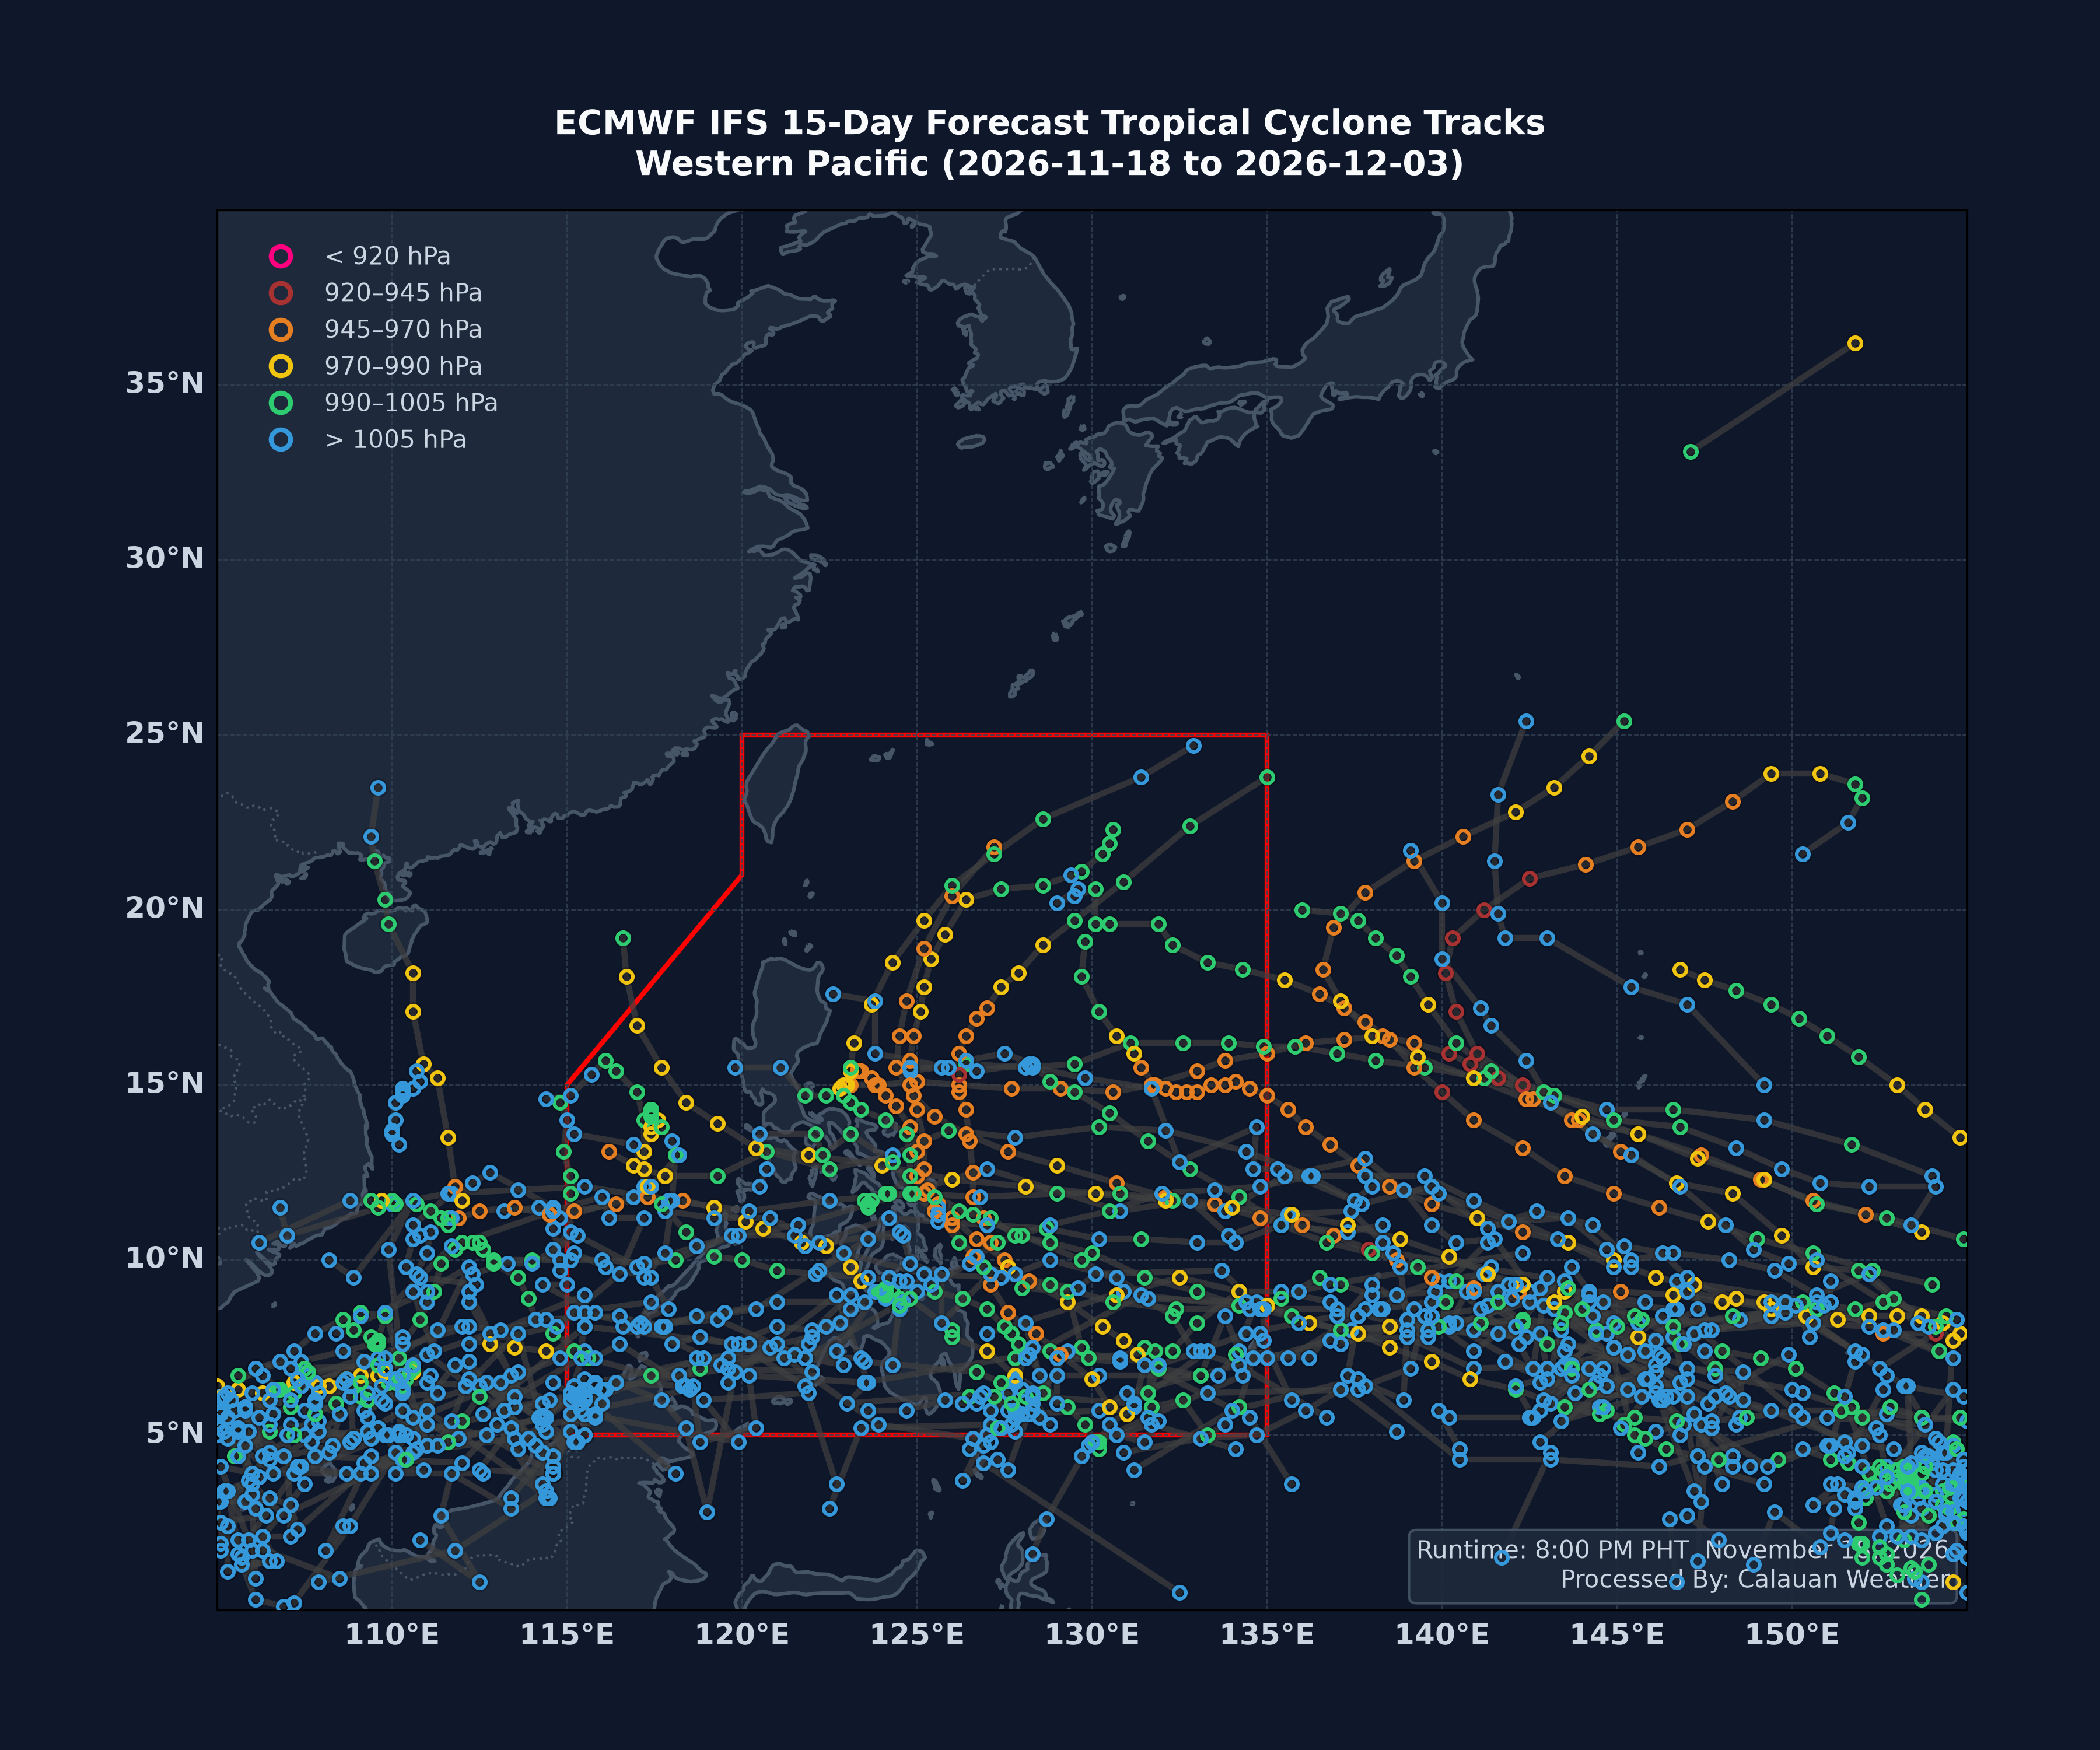 ECMWF IFS 15-Day Forecast Tropical Cyclone Tracks
Western Pacific (2026-11-18 to 2026-12-03)
< 920 hPa
920–945 hPa
945–970 hPa
970–990 hPa
990–1005 hPa
> 1005 hPa
35°N
30°N
25°N
20°N
15°N
10°N
5°N
Runtime: 8:00 PM PHT, November 18, 2026
Processed By: Calauan Weather
110°E
115°E
120°E
125°E
130°E
135°E
140°E
145°E
150°E